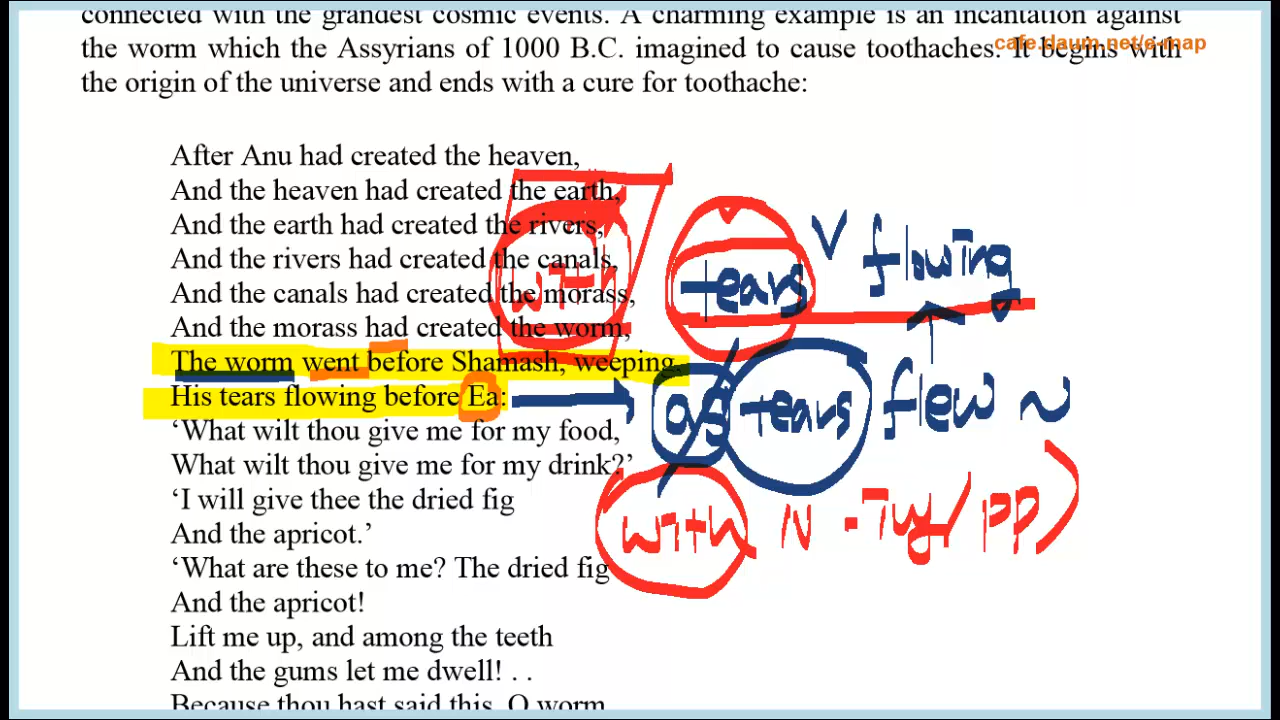 connected with the grandest cosmic events. A charming example is an incantation against
the worm which the Assyrians of 1000 B.C. imagined to cause toothaches. It begins with
cafe.daum.net/e-map
the origin of the universe and ends with a cure for toothache:
After Anu had created the heaven,
And the heaven had created the earth,
And the earth had created the rivers,
And the rivers had created the canals,
And the canals had created the morass,
And the morass had created the worm,
with tears V flowing
The worm went before Shamash, weeping,
His tears flowing before Ea:
as tears flew ~
‘What wilt thou give me for my food,
What wilt thou give me for my drink?’
‘I will give thee the dried fig
with N -ing/pp)
And the apricot.’
‘What are these to me? The dried fig
And the apricot!
Lift me up, and among the teeth
And the gums let me dwell! . .
Because thou hast said this, O worm